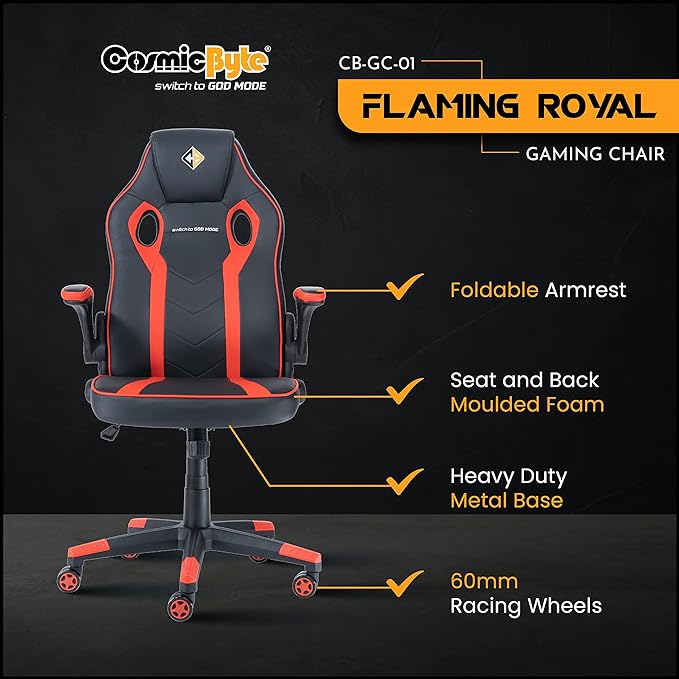 CosmicByte®
switch to GOD MODE
CB-GC-01
FLAMING ROYAL
GAMING CHAIR
switch to GOD MODE
Foldable Armrest
Seat and Back
Moulded Foam
Heavy Duty
Metal Base
60mm
Racing Wheels